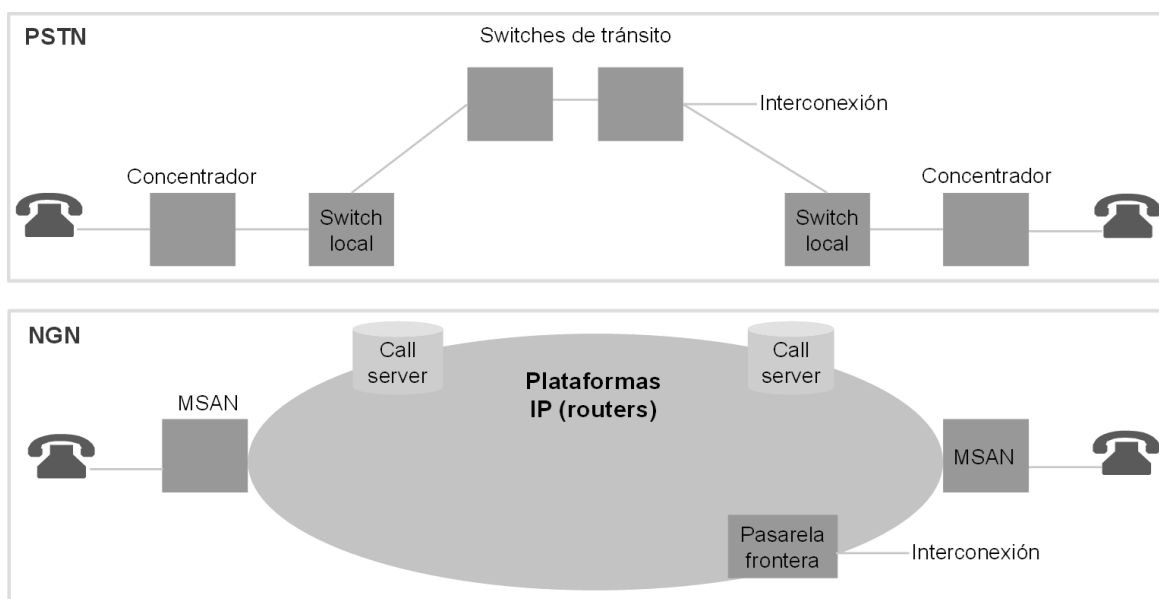 PSTN
Switches de tránsito
Interconexión
Concentrador
Concentrador
Switch
local
Switch
local
NGN
Call
server
Call
server
Plataformas
IP (routers)
MSAN
MSAN
Pasarela
frontera
Interconexión